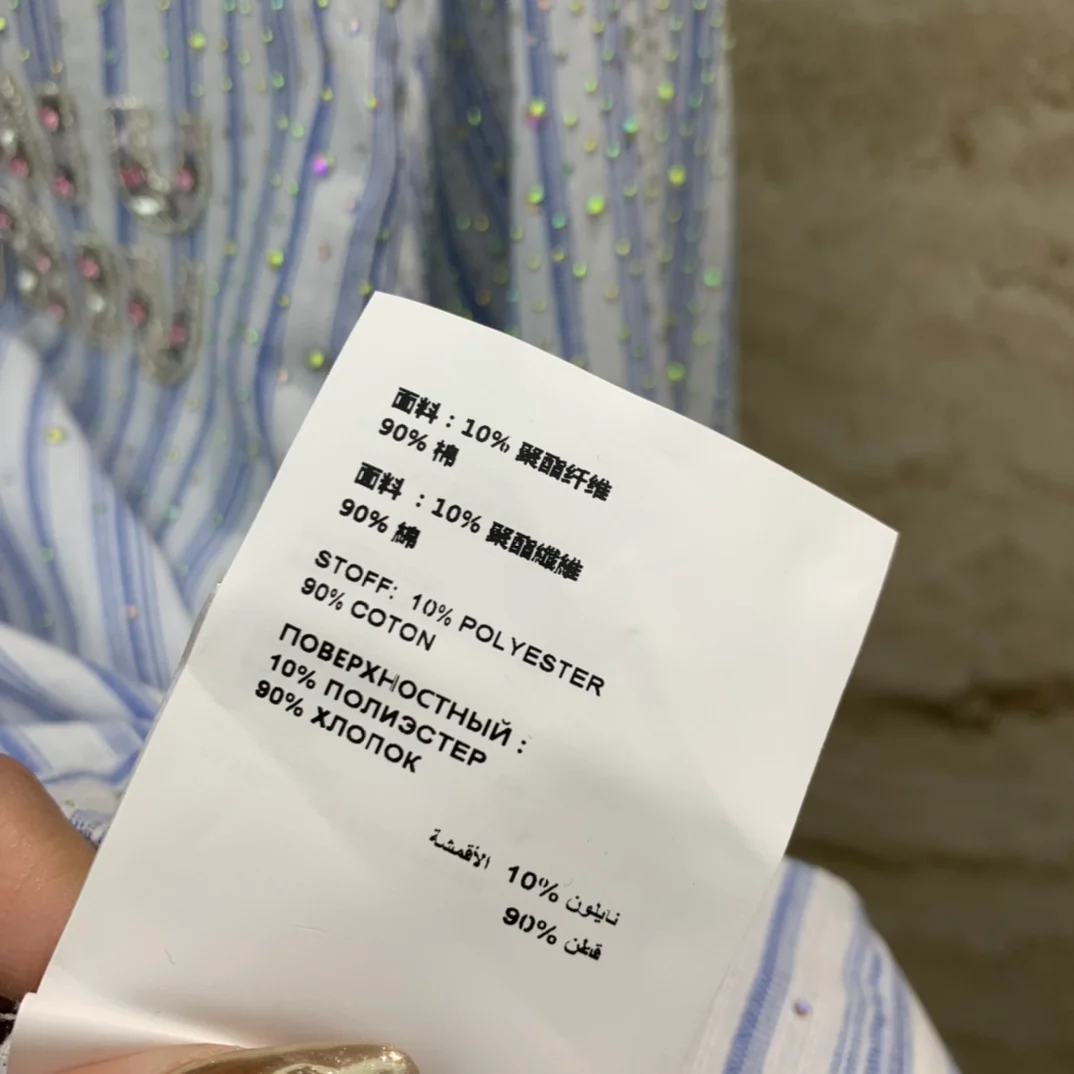 面料：10% 聚酯纤维
90% 棉
面料 ：10% 聚酯纖維
90% 綿
STOFF: 10% POLYESTER
90% COTON
ПОВЕРХНОСТНЫЙ :
10% ПОЛИЭСТЕР
90% ХЛОПОК
الأقمشة 10% نايلون
90% قطن